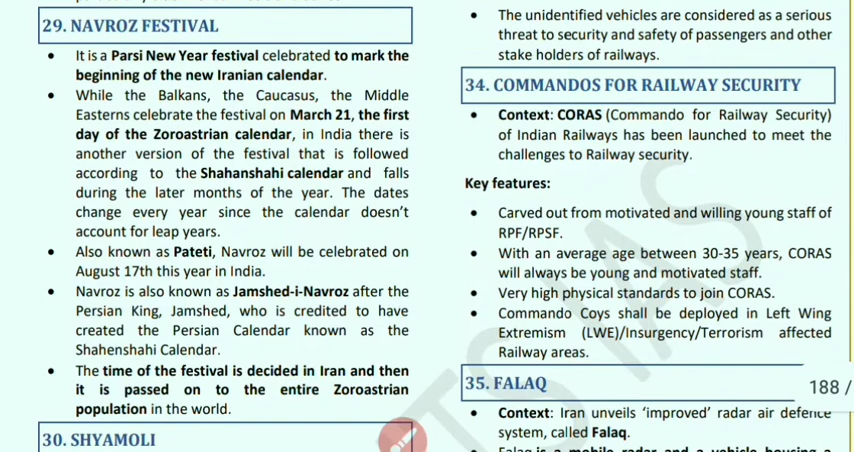 29. NAVROZ FESTIVAL
• It is a Parsi New Year festival celebrated to mark the
beginning of the new Iranian calendar.
• While the Balkans, the Caucasus, the Middle
Easterns celebrate the festival on March 21, the first
day of the Zoroastrian calendar, in India there is
another version of the festival that is followed
according to the Shahanshahi calendar and falls
during the later months of the year. The dates
change every year since the calendar doesn't
account for leap years.
• Also known as Pateti, Navroz will be celebrated on
August 17th this year in India.
• Navroz is also known as Jamshed-i-Navroz after the
Persian King, Jamshed, who is credited to have
created the Persian Calendar known as the
Shahenshahi Calendar.
• The time of the festival is decided in Iran and then
it is passed on to the entire Zoroastrian
population in the world.
30. SHYAMOLI
• The unidentified vehicles are considered as a serious
threat to security and safety of passengers and other
stake holders of railways.
34. COMMANDOS FOR RAILWAY SECURITY
• Context: CORAS (Commando for Railway Security)
of Indian Railways has been launched to meet the
challenges to Railway security.
Key features:
• Carved out from motivated and willing young staff of
RPF/RPSF.
• With an average age between 30-35 years, CORAS
will always be young and motivated staff.
• Very high physical standards to join CORAS.
• Commando Coys shall be deployed in Left Wing
Extremism (LWE)/Insurgency/Terrorism affected
Railway areas.
35. FALAQ
188 /
• Context: Iran unveils 'improved' radar air defence
system, called Falaq.
• Falaq is a mobile radar and a vehicle housing a
TS IAS